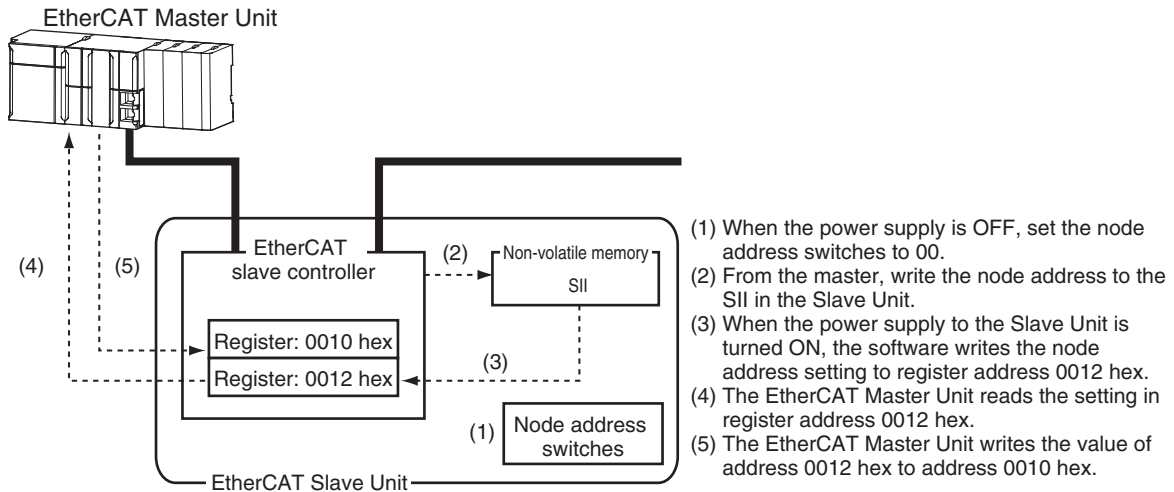 EtherCAT Master Unit
(4)
(5)
EtherCAT
slave controller
(2)
Non-volatile memory
SII
Register: 0010 hex
Register: 0012 hex
(3)
(1)
Node address
switches
EtherCAT Slave Unit
(1) When the power supply is OFF, set the node
address switches to 00.
(2) From the master, write the node address to the
SII in the Slave Unit.
(3) When the power supply to the Slave Unit is
turned ON, the software writes the node
address setting to register address 0012 hex.
(4) The EtherCAT Master Unit reads the setting in
register address 0012 hex.
(5) The EtherCAT Master Unit writes the value of
address 0012 hex to address 0010 hex.